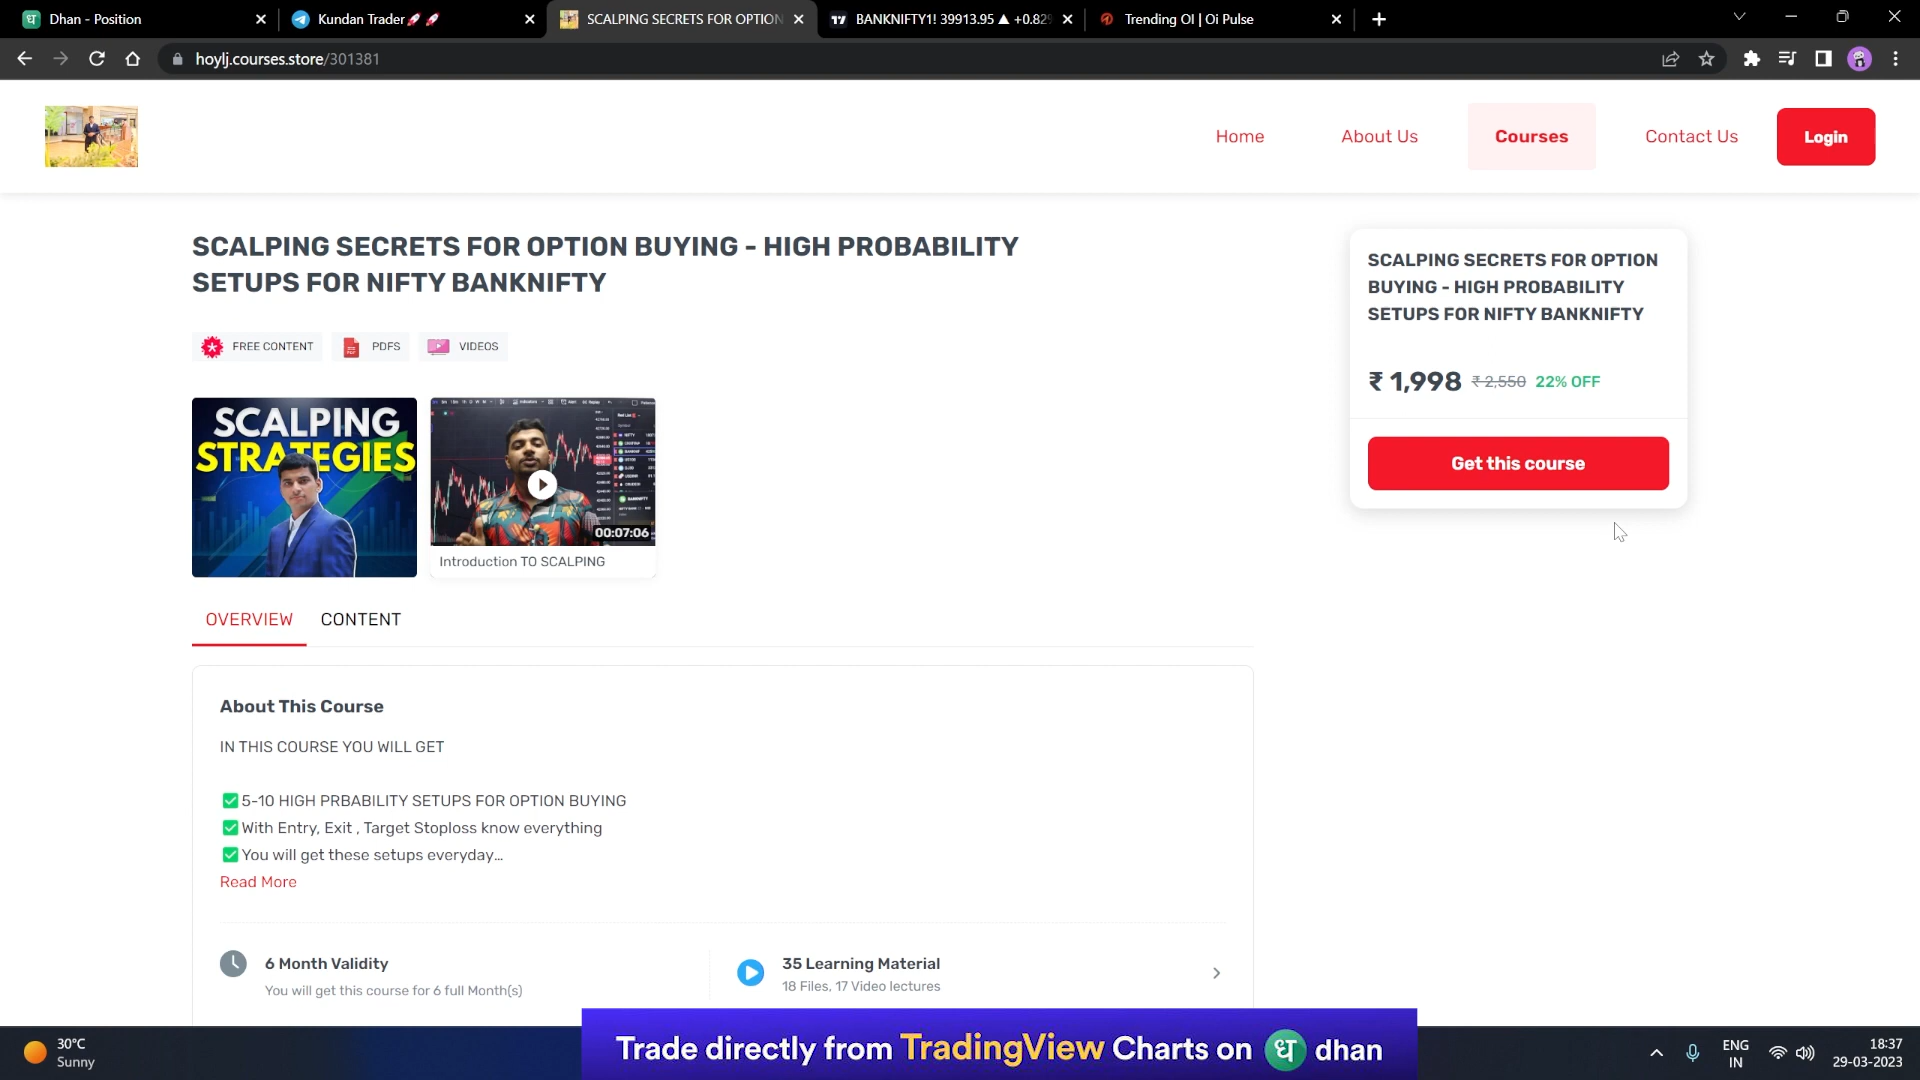 Dhan - Position
Kundan Trader🚀🚀
SCALPING SECRETS FOR OPTION
BANKNIFTY1! 39913.95 ▲ +0.82%
Trending OI | Oi Pulse
hoylj.courses.store/301381
Home
About Us
Courses
Contact Us
Login
SCALPING SECRETS FOR OPTION BUYING - HIGH PROBABILITY
SETUPS FOR NIFTY BANKNIFTY
FREE CONTENT
PDFS
VIDEOS
SCALPING
STRATEGIES
00:07:06
Introduction TO SCALPING
SCALPING SECRETS FOR OPTION
BUYING - HIGH PROBABILITY
SETUPS FOR NIFTY BANKNIFTY
₹ 1,998 ₹ 2,550 22% OFF
Get this course
OVERVIEW
CONTENT
About This Course
IN THIS COURSE YOU WILL GET
✅5-10 HIGH PRBABILITY SETUPS FOR OPTION BUYING
✅With Entry, Exit , Target Stoploss know everything
✅You will get these setups everyday...
Read More
6 Month Validity
You will get this course for 6 full Month(s)
35 Learning Material
18 Files, 17 Video lectures
Trade directly from TradingView Charts on ध dhan
30°C
Sunny
ENG
IN
18:37
29-03-2023